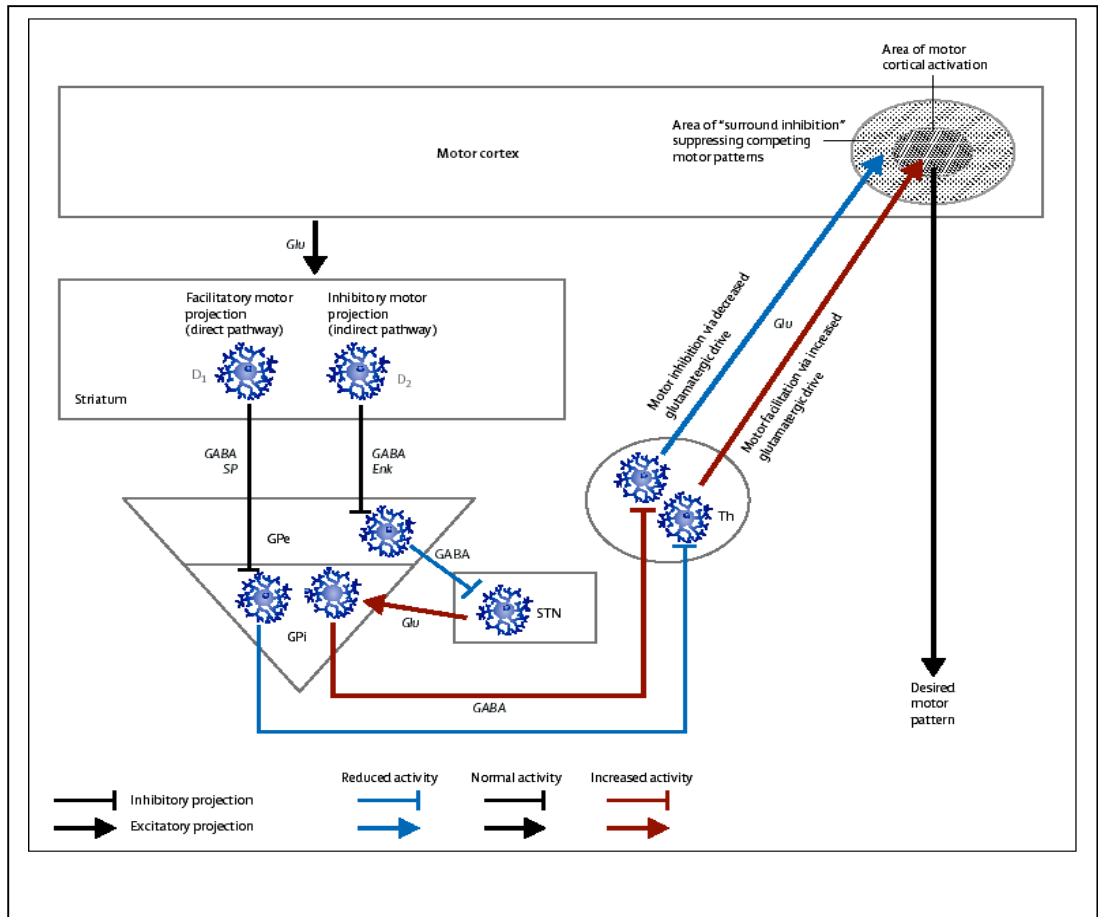 Area of motor
cortical activation
Area of "surround inhibition"
suppressing competing
motor patterns
Motor cortex
Glu
Facilitatory motor
projection
(direct pathway)
Inhibitory motor
projection
(indirect pathway)
D1
D2
Striatum
GABA
SP
GABA
Enk
Motor inhibition via decreased
glutamatergic drive
Glu
Motor facilitation via increased
glutamatergic drive
Th
GPe
GABA
STN
Glu
GPi
GABA
Desired
motor
pattern
Reduced activity
Normal activity
Increased activity
Inhibitory projection
Excitatory projection